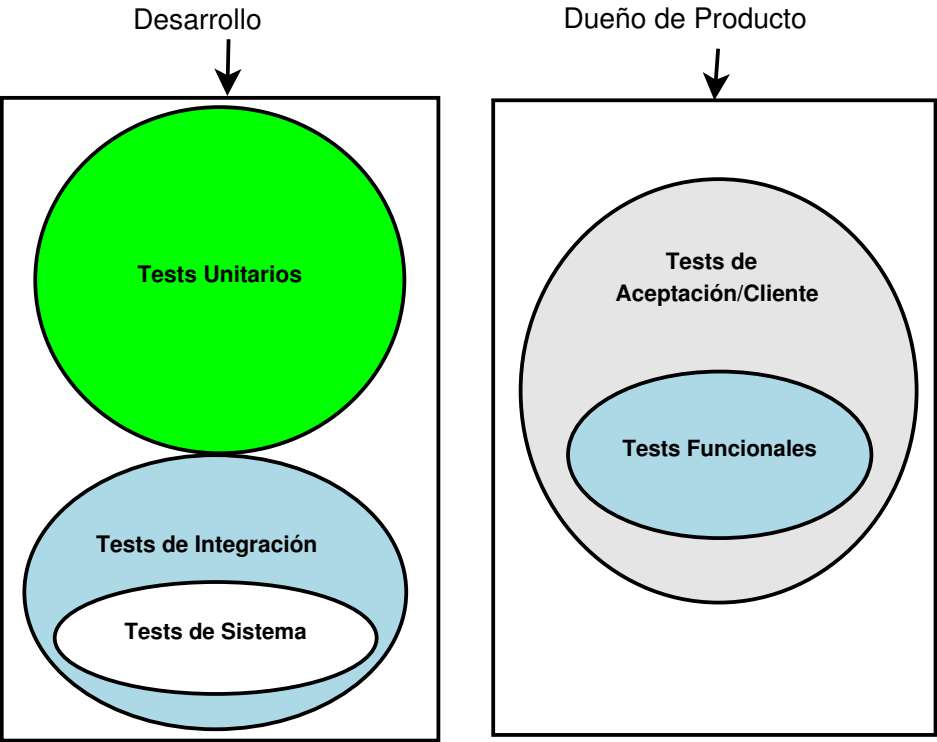 Desarrollo
Dueño de Producto
Tests Unitarios
Tests de Integración
Tests de Sistema
Tests de
Aceptación/Cliente
Tests Funcionales